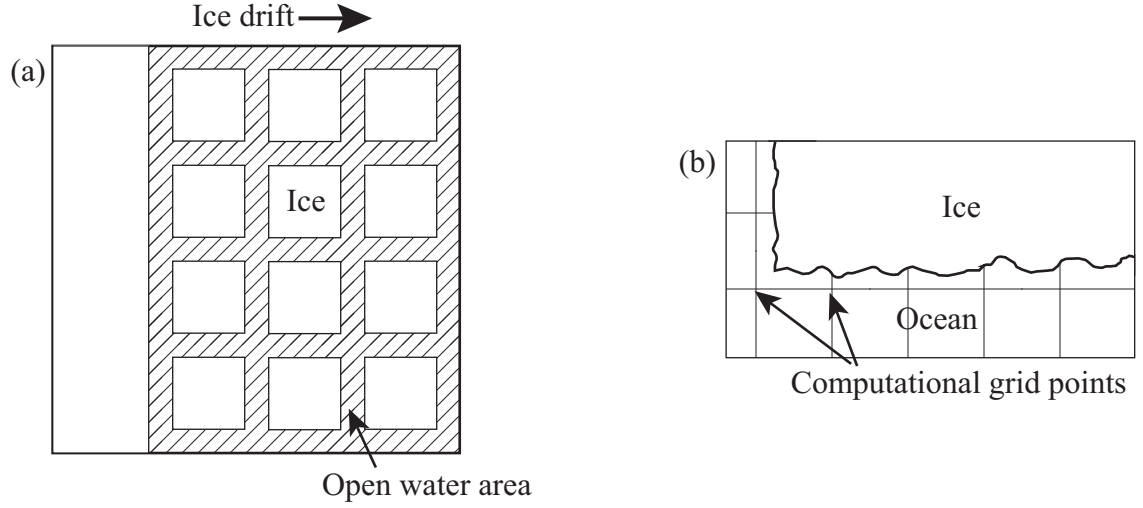 Ice drift
(a)
Ice
Open water area
(b)
Ice
Ocean
Computational grid points